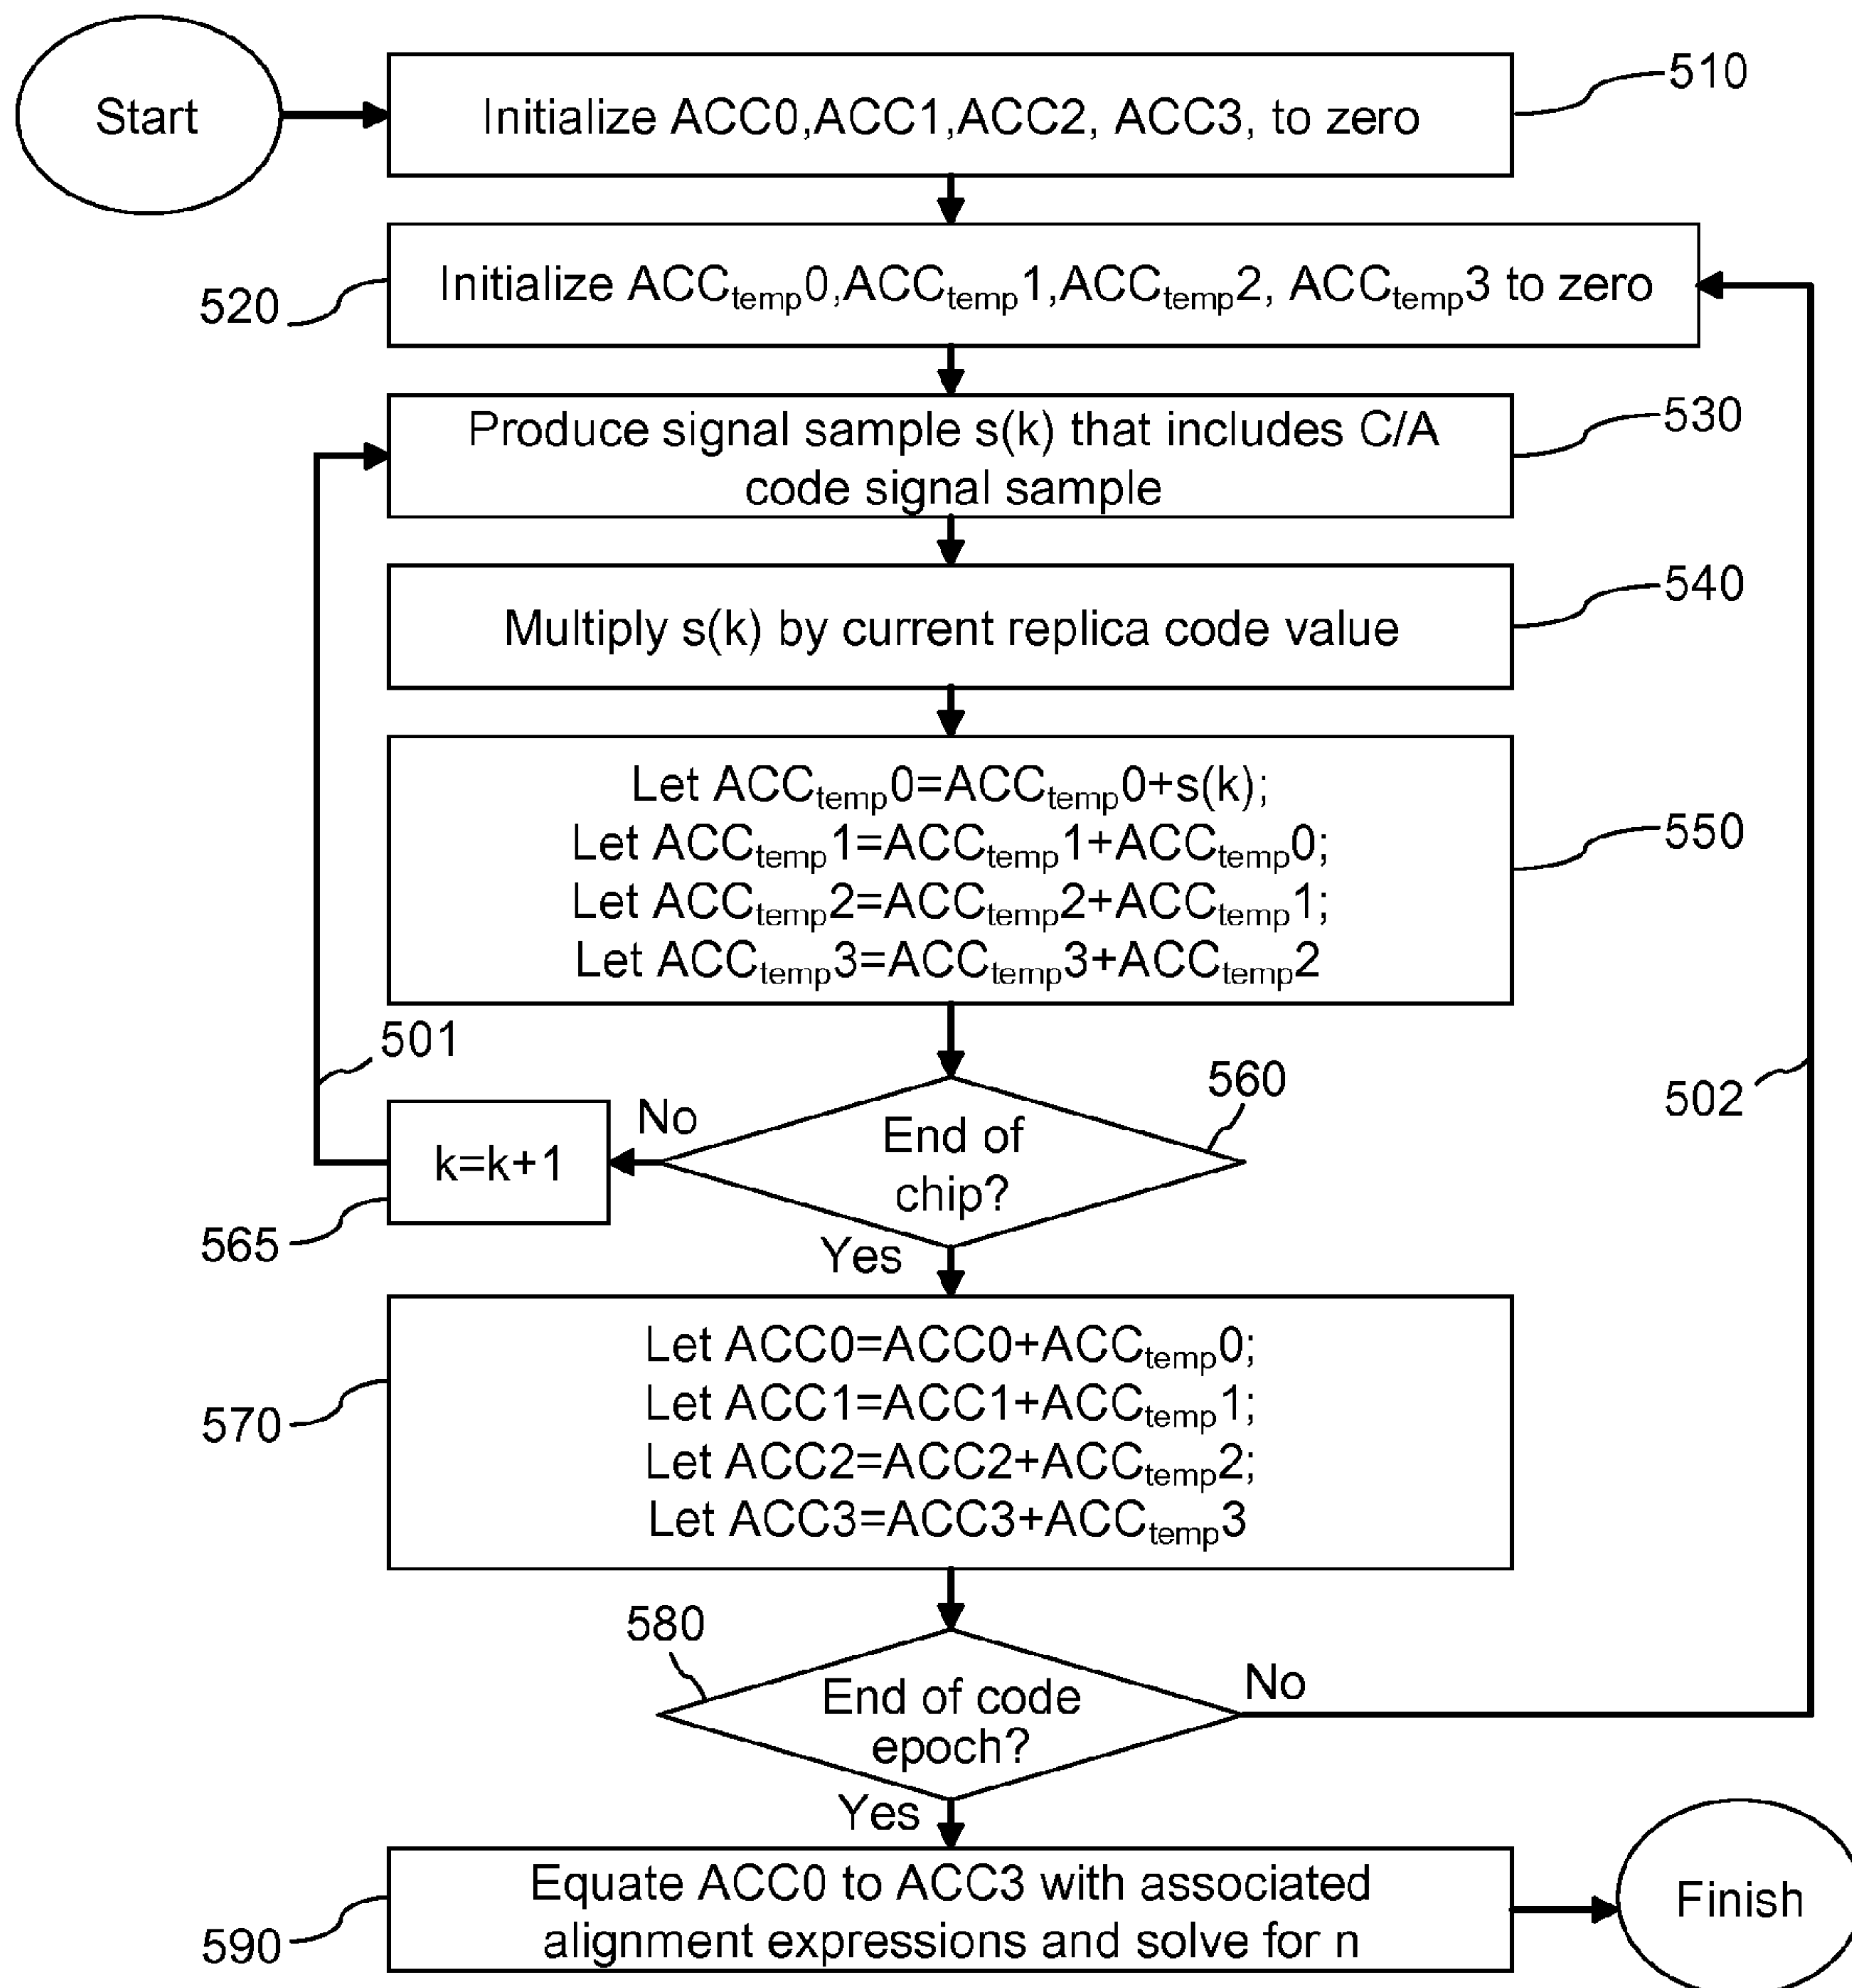 Start
Initialize ACC0,ACC1,ACC2, ACC3, to zero
510
Initialize ACCtemp0,ACCtemp1,ACCtemp2, ACCtemp3 to zero
520
Produce signal sample s(k) that includes C/A
code signal sample
530
Multiply s(k) by current replica code value
540
Let ACCtemp0=ACCtemp0+s(k);
Let ACCtemp1=ACCtemp1+ACCtemp0;
Let ACCtemp2=ACCtemp2+ACCtemp1;
Let ACCtemp3=ACCtemp3+ACCtemp2
550
501
502
End of
chip?
560
No
k=k+1
565
Yes
Let ACC0=ACC0+ACCtemp0;
Let ACC1=ACC1+ACCtemp1;
Let ACC2=ACC2+ACCtemp2;
Let ACC3=ACC3+ACCtemp3
570
580
End of code
epoch?
No
Yes
Equate ACC0 to ACC3 with associated
alignment expressions and solve for n
590
Finish